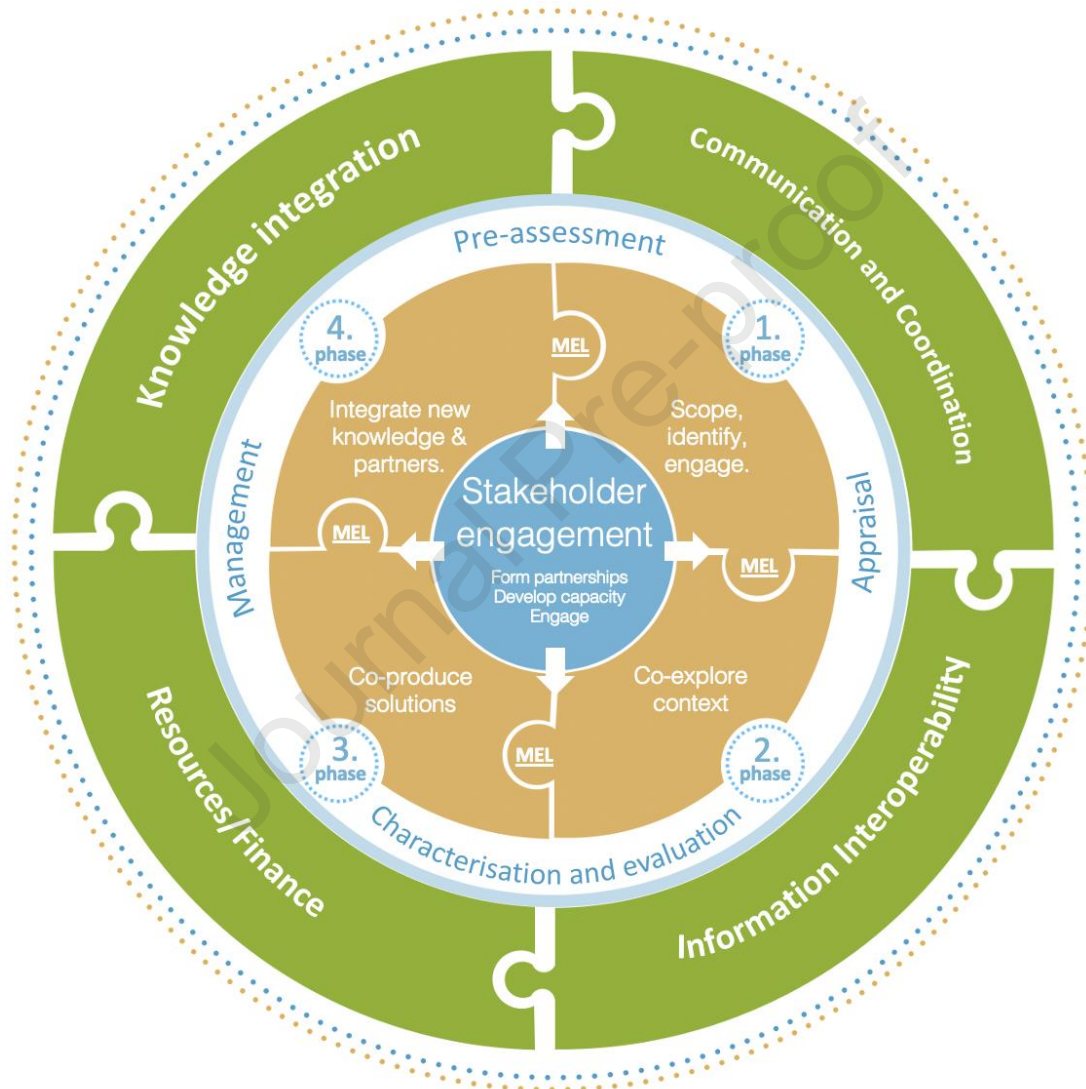 Knowledge integration
Communication and Coordination
Pre-assessment
4.
phase
1.
phase
MEL
Integrate new
knowledge &
partners.
Scope,
identify,
engage.
Management
Appraisal
Stakeholder
engagement
Form partnerships
Develop capacity
Engage
MEL
MEL
Co-produce
solutions
Co-explore
context
MEL
3.
phase
2.
phase
Characterisation and evaluation
Resources/Finance
Information Interoperability
Journal Pre-proof